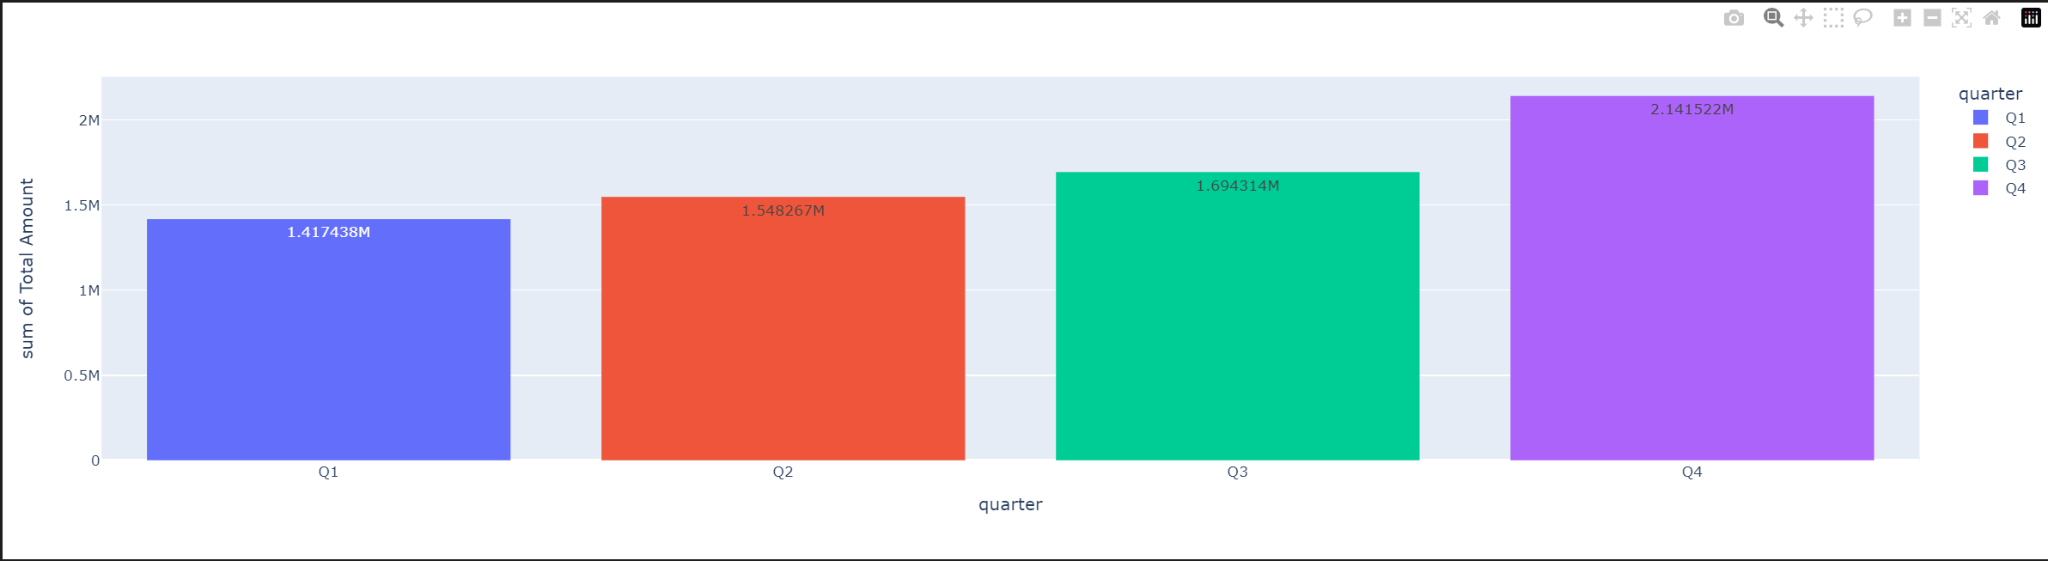 quarter
Q1
Q2
Q3
Q4
2M
1.5M
1M
0.5M
0
sum of Total Amount
1.417438M
1.548267M
1.694314M
2.141522M
Q1
Q2
Q3
Q4
quarter